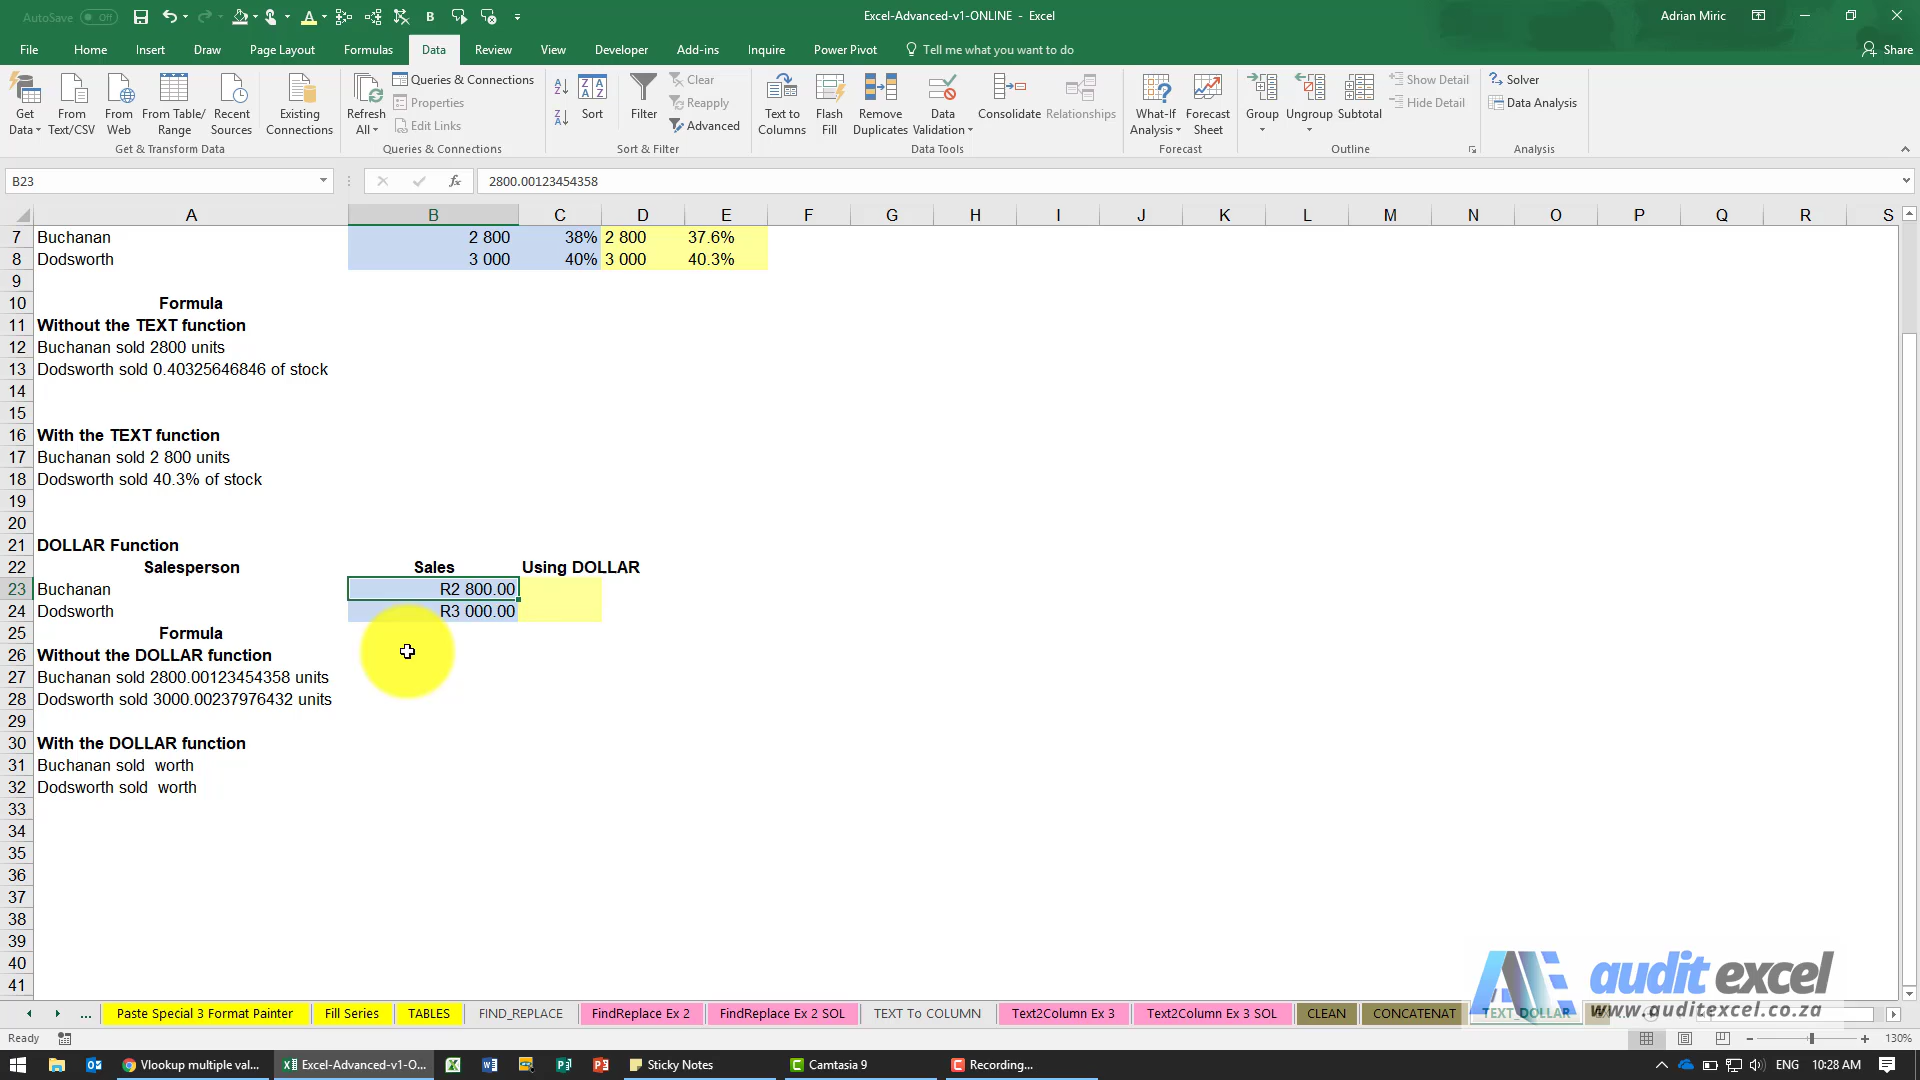 AutoSave Off
Excel-Advanced-v1-ONLINE - Excel
Adrian Miric
File Home Insert Draw Page Layout Formulas Data Review View Developer Add-ins Inquire Power Pivot Tell me what you want to do
Share
Get Data
From Text/CSV
From Web
From Table/ Range
Recent Sources
Existing Connections
Get & Transform Data
Refresh All
Queries & Connections
Properties
Edit Links
Queries & Connections
Sort
Filter
Clear
Reapply
Advanced
Sort & Filter
Text to Columns
Flash Fill
Remove Duplicates
Data Validation
Consolidate
Relationships
Data Tools
What-If Analysis
Forecast Sheet
Forecast
Group
Ungroup
Subtotal
Show Detail
Hide Detail
Outline
Solver
Data Analysis
Analysis
B23 fx 2800.00123454358
A B C D E F G H I J K L M N O P Q R S
7 Buchanan 2 800 38% 2 800 37.6%
8 Dodsworth 3 000 40% 3 000 40.3%
9
10 Formula
11 Without the TEXT function
12 Buchanan sold 2800 units
13 Dodsworth sold 0.40325646846 of stock
14
15
16 With the TEXT function
17 Buchanan sold 2 800 units
18 Dodsworth sold 40.3% of stock
19
20
21 DOLLAR Function
22 Salesperson Sales Using DOLLAR
23 Buchanan R2 800.00
24 Dodsworth R3 000.00
25 Formula
26 Without the DOLLAR function
27 Buchanan sold 2800.00123454358 units
28 Dodsworth sold 3000.00237976432 units
29
30 With the DOLLAR function
31 Buchanan sold  worth
32 Dodsworth sold  worth
33
34
35
36
37
38
39
40
41
audit excel
www.auditexcel.co.za
... Paste Special 3 Format Painter Fill Series TABLES FIND_REPLACE FindReplace Ex 2 FindReplace Ex 2 SOL TEXT To COLUMN Text2Column Ex 3 Text2Column Ex 3 SOL CLEAN CONCATENAT TEXT_DOLLAR
Ready
130%
Vlookup multiple val...
Excel-Advanced-v1-O...
Sticky Notes
Camtasia 9
Recording...
ENG 10:28 AM